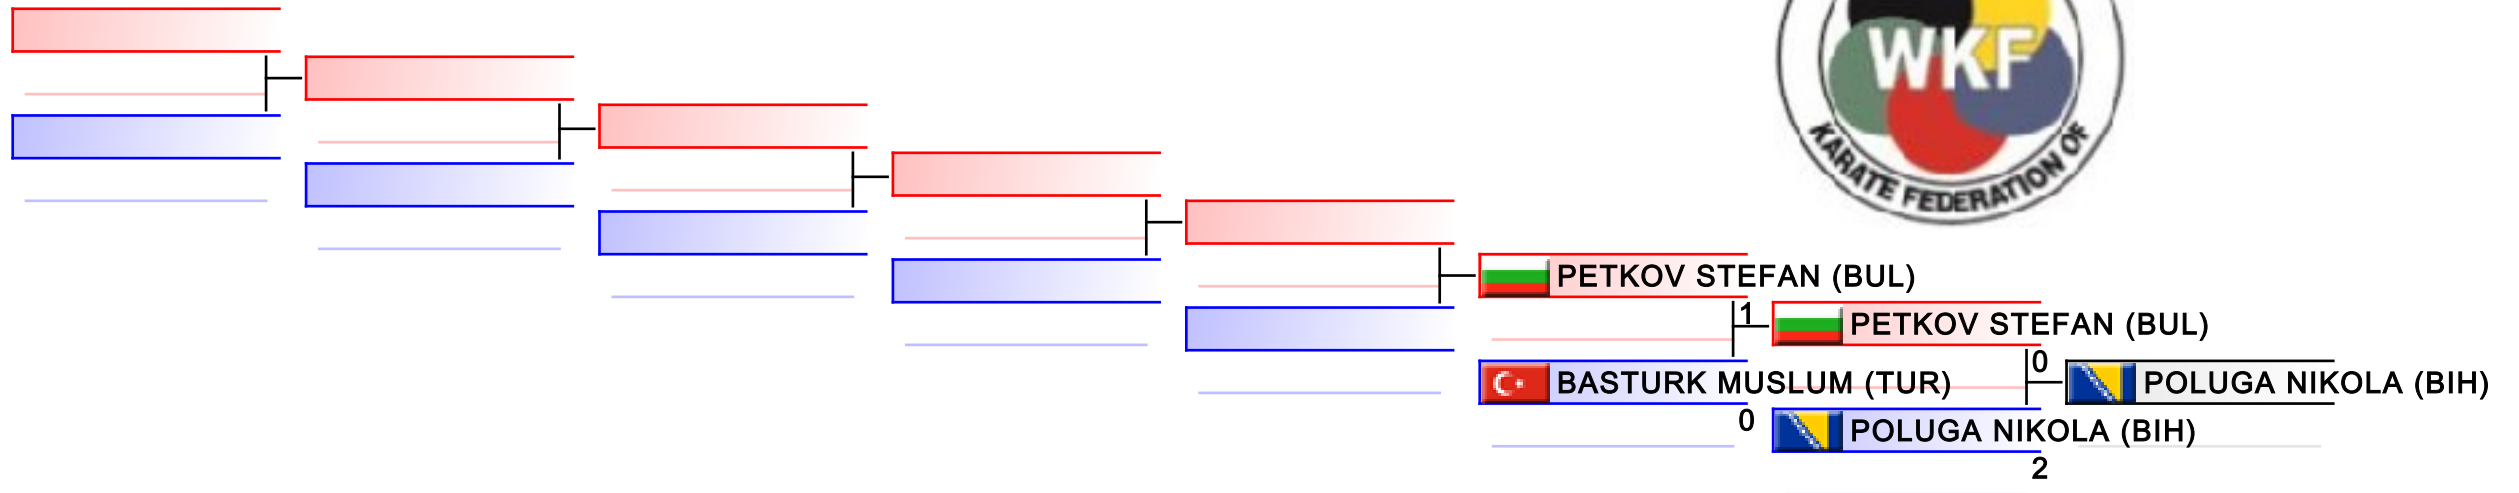 WKF
KARATE FEDERATION OF
PETKOV STEFAN (BUL)
1
PETKOV STEFAN (BUL)
0
BASTURK MUSLUM (TUR)
POLUGA NIKOLA (BIH)
0
POLUGA NIKOLA (BIH)
2